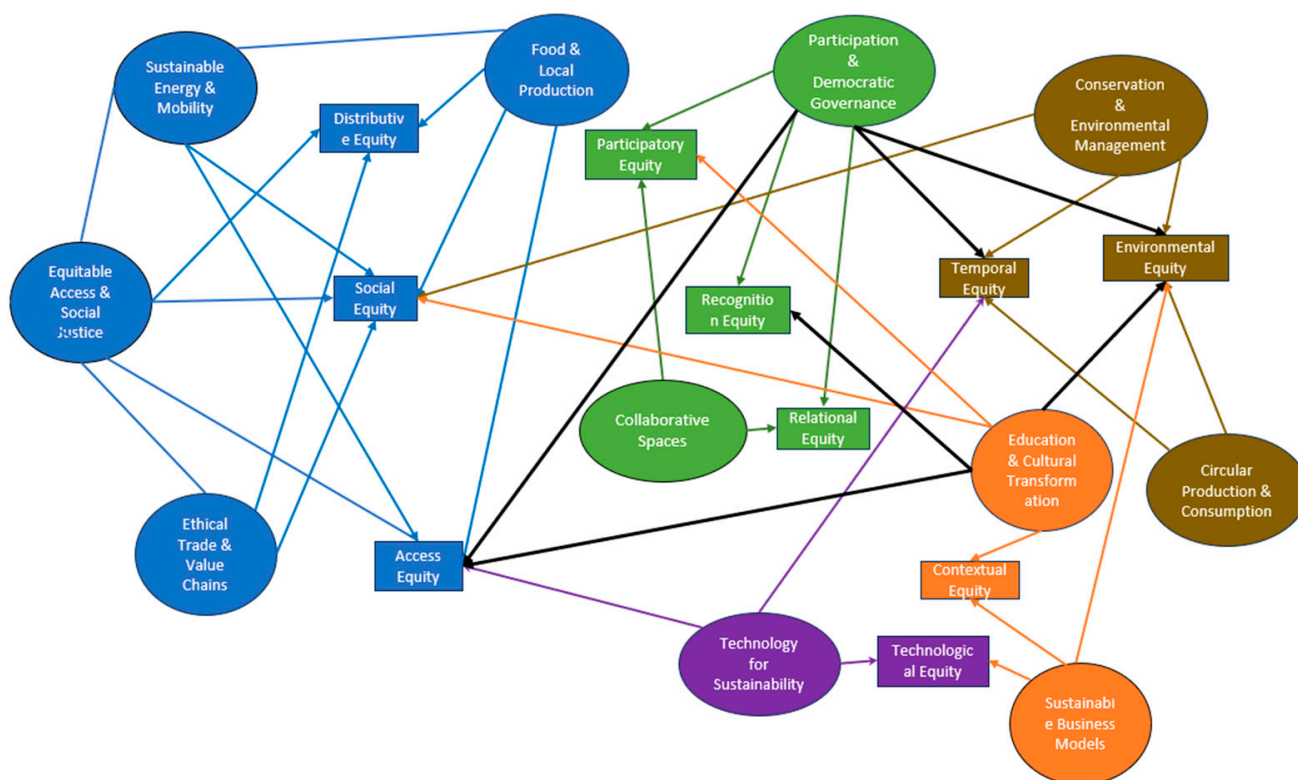 Sustainable
Energy &
Mobility
Food &
Local
Production
Participation
&
Democratic
Governance
Conservation
&
Environmental
Management
Distributiv
e Equity
Participatory
Equity
Equitable
Access &
Social
Justice
Social
Equity
Recognitio
n Equity
Temporal
Equity
Environmental
Equity
Collaborative
Spaces
Relational
Equity
Education
& Cultural
Transform
ation
Circular
Production &
Consumption
Ethical
Trade &
Value
Chains
Access
Equity
Contextual
Equity
Technology
for
Sustainability
Technologic
al Equity
Sustainabl
e Business
Models